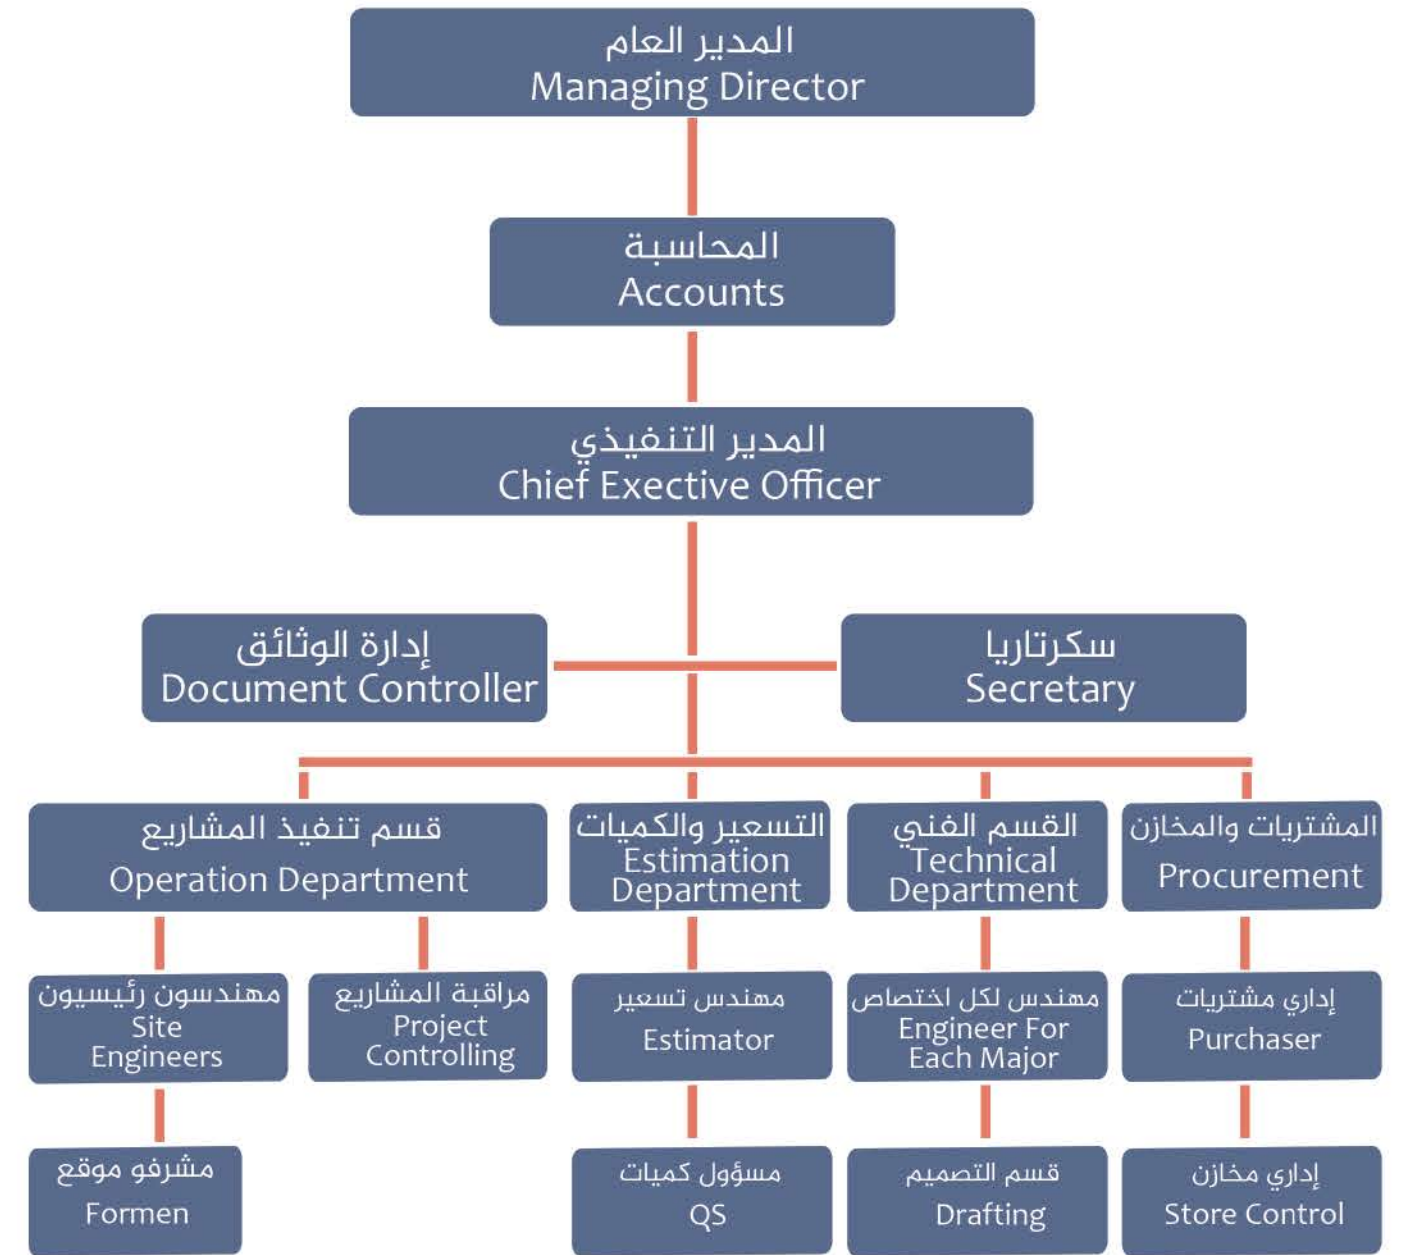 المدير العام
Managing Director
المحاسبة
Accounts
المدير التنفيذي
Chief Exective Officer
إدارة الوثائق
Document Controller
سكرتاريا
Secretary
قسم تنفيذ المشاريع
Operation Department
التسعير والكميات
Estimation
Department
القسم الفني
Technical
Department
المشتريات والمخازن
Procurement
مهندسون رئيسيون
Site
Engineers
مراقبة المشاريع
Project
Controlling
مهندس تسعير
Estimator
مهندس لكل اختصاص
Engineer For
Each Major
إداري مشتريات
Purchaser
مشرفو موقع
Formen
مسؤول كميات
QS
قسم التصميم
Drafting
إداري مخازن
Store Control